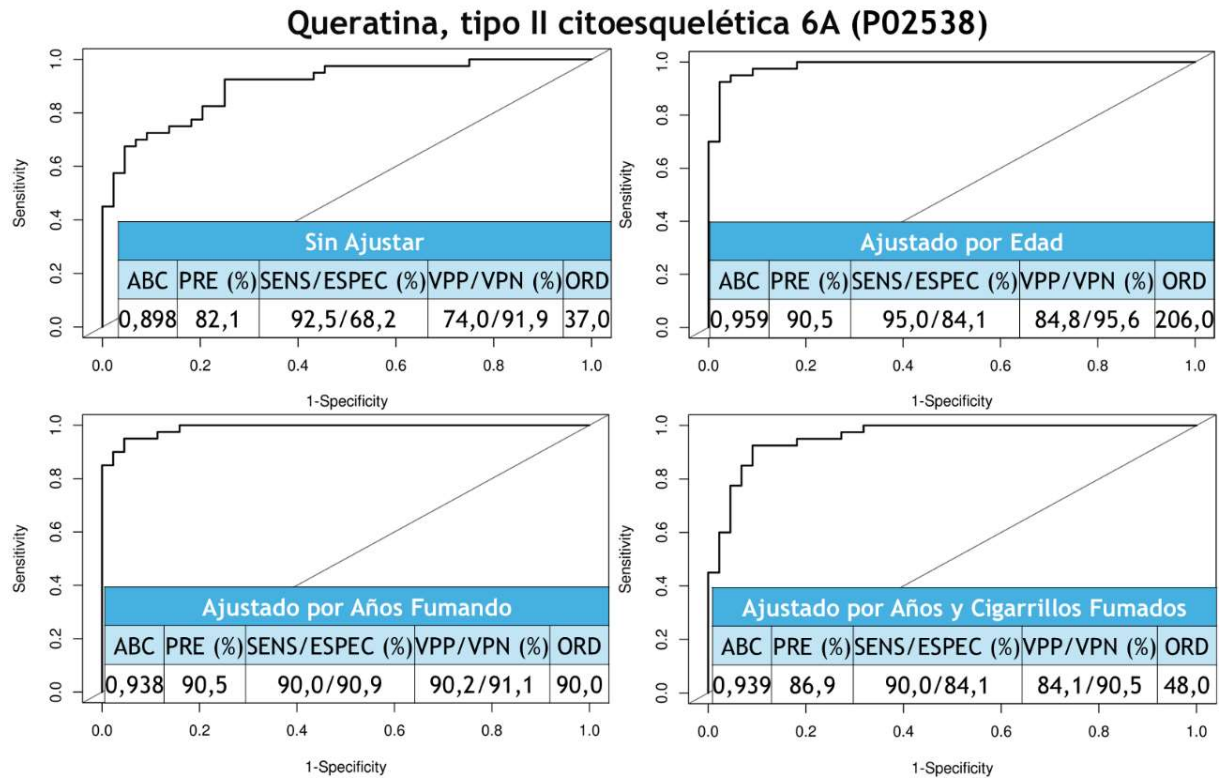 Queratina, tipo II citoesquelética 6A (P02538)
Sensitivity
0.0 0.2 0.4 0.6 0.8 1.0
Sin Ajustar
ABC PRE (%) SENS/ESPEC (%) VPP/VPN (%) ORD
0,898 82,1 92,5/68,2 74,0/91,9 37,0
0.0 0.2 0.4 0.6 0.8 1.0
1-Specificity
Sensitivity
0.0 0.2 0.4 0.6 0.8 1.0
Ajustado por Edad
ABC PRE (%) SENS/ESPEC (%) VPP/VPN (%) ORD
0,959 90,5 95,0/84,1 84,8/95,6 206,0
0.0 0.2 0.4 0.6 0.8 1.0
1-Specificity
Sensitivity
0.0 0.2 0.4 0.6 0.8 1.0
Ajustado por Años Fumando
ABC PRE (%) SENS/ESPEC (%) VPP/VPN (%) ORD
0,938 90,5 90,0/90,9 90,2/91,1 90,0
0.0 0.2 0.4 0.6 0.8 1.0
1-Specificity
Sensitivity
0.0 0.2 0.4 0.6 0.8 1.0
Ajustado por Años y Cigarrillos Fumados
ABC PRE (%) SENS/ESPEC (%) VPP/VPN (%) ORD
0,939 86,9 90,0/84,1 84,1/90,5 48,0
0.0 0.2 0.4 0.6 0.8 1.0
1-Specificity